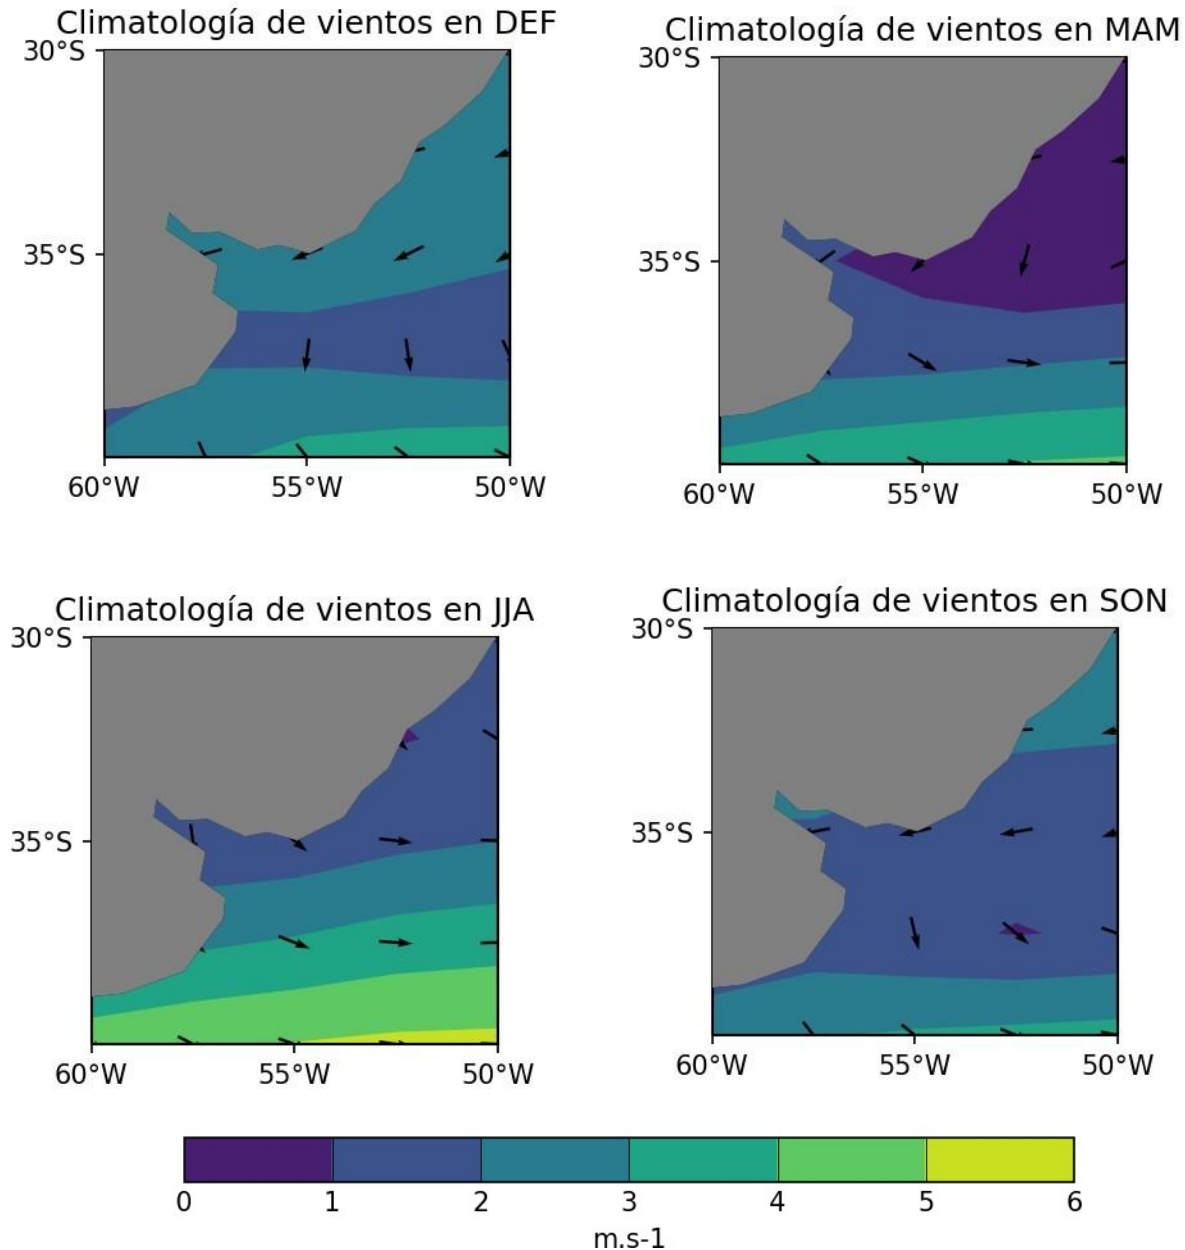 Climatología de vientos en DEF
30°S
35°S
60°W 55°W 50°W
Climatología de vientos en MAM
30°S
35°S
60°W 55°W 50°W
Climatología de vientos en JJA
30°S
35°S
60°W 55°W 50°W
Climatología de vientos en SON
30°S
35°S
60°W 55°W 50°W
0 1 2 3 4 5 6
m.s-1